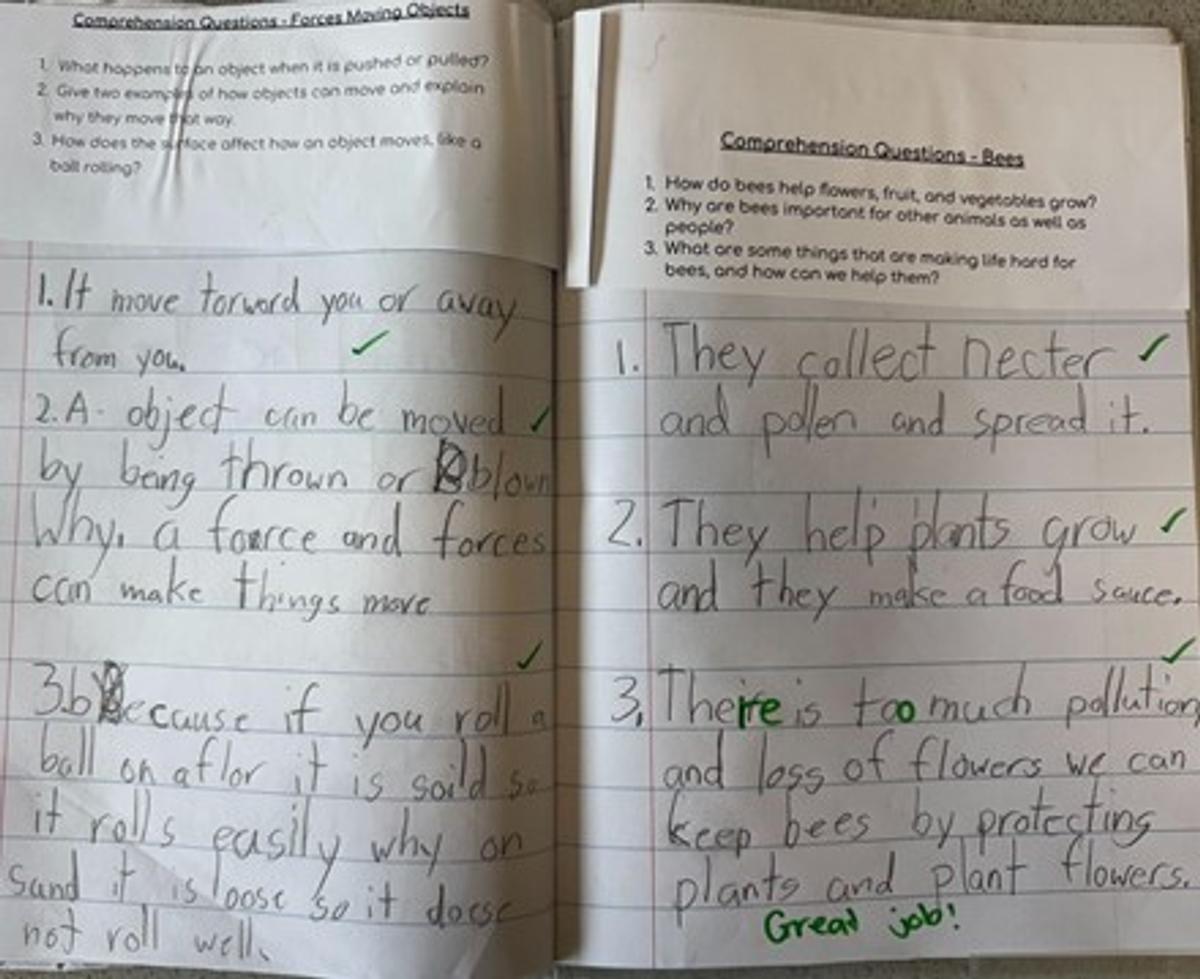 Comprehension Questions - Forces Moving Objects
1. What happens to an object when it is pushed or pulled?
2. Give two examples of how objects can move and explain
why they move that way.
3. How does the surface affect how an object moves, like a
ball rolling?
1. It move torword you or away
from you.
2. A object can be moved
by being thrown or blown
Why, a force and forces
can make things move
3. because if you roll a
ball on a flor it is soild so
it rolls easily why on
sand it is loose so it doese
not roll well.
Comprehension Questions - Bees
1. How do bees help flowers, fruit, and vegetables grow?
2. Why are bees important for other animals as well as
people?
3. What are some things that are making life hard for
bees, and how can we help them?
1. They collect necter
and pollen and spread it.
2. They help plants grow
and they make a food sauce.
3. There is too much pollution
and loss of flowers we can
keep bees by protecting
plants and plant flowers.
Great job!